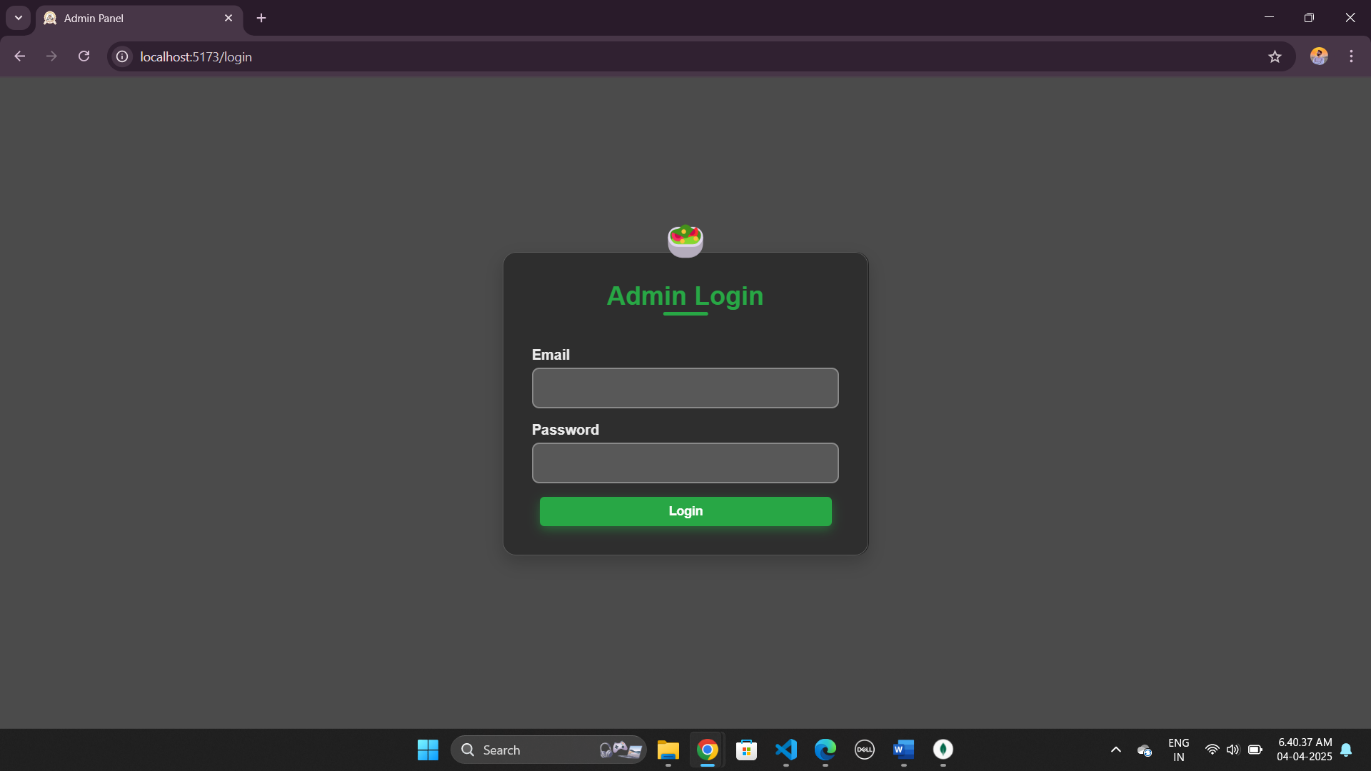 Admin Panel
localhost:5173/login
Admin Login
Email
Password
Login
Search
DELL
W
ENG
IN
6.40.37 AM
04-04-2025